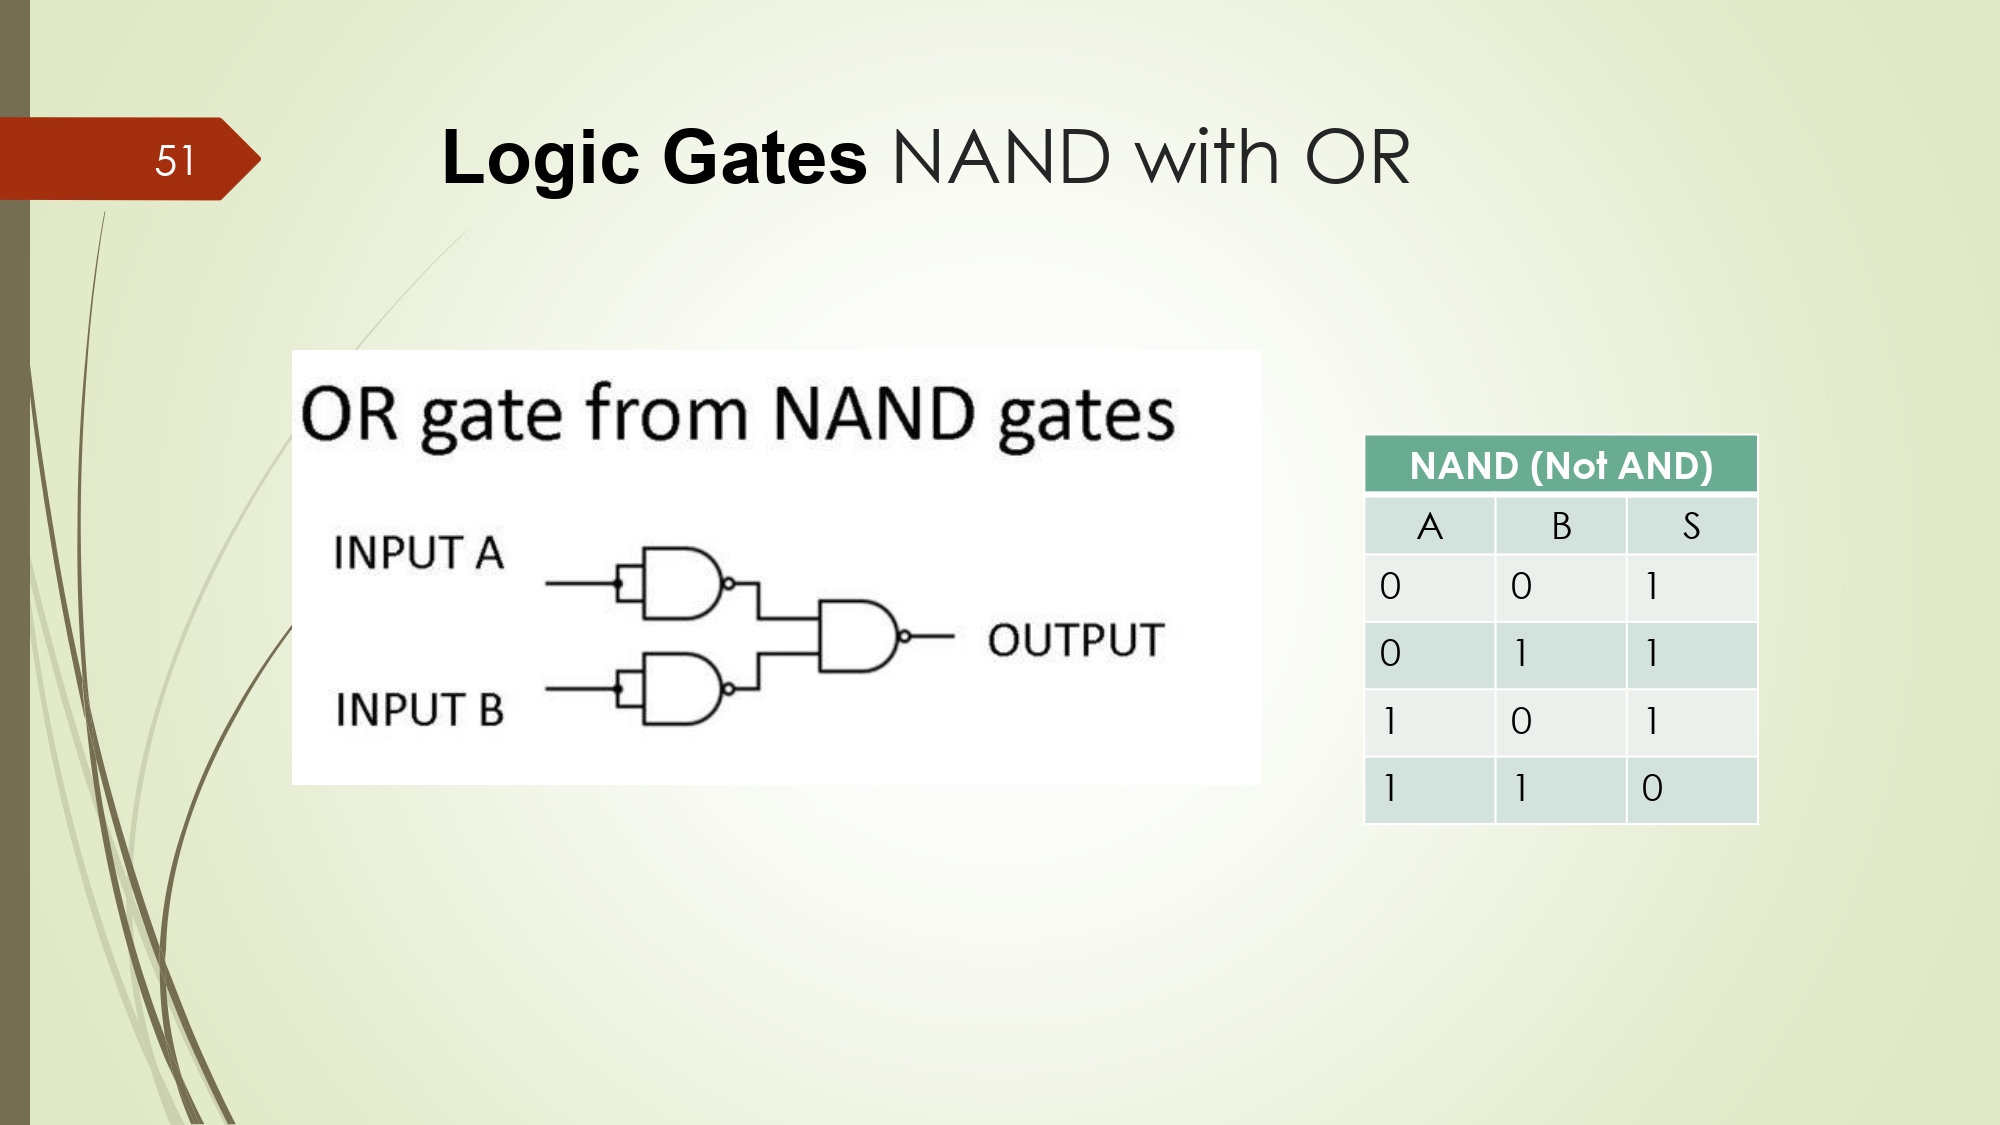 51
Logic Gates NAND with OR
OR gate from NAND gates
INPUT A
OUTPUT
INPUT B
NAND (Not AND)
A B S
0 0 1
0 1 1
1 0 1
1 1 0